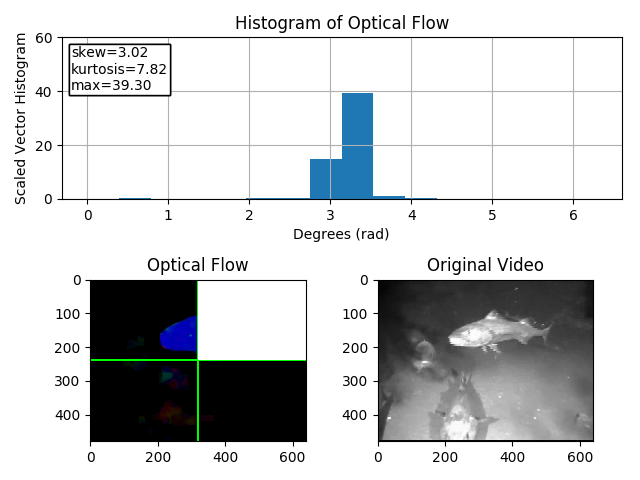 Histogram of Optical Flow
Scaled Vector Histogram
60
40
20
0
skew=3.02
kurtosis=7.82
max=39.30
0 1 2 3 4 5 6
Degrees (rad)
Optical Flow
0
100
200
300
400
0 200 400 600
Original Video
0
100
200
300
400
0 200 400 600